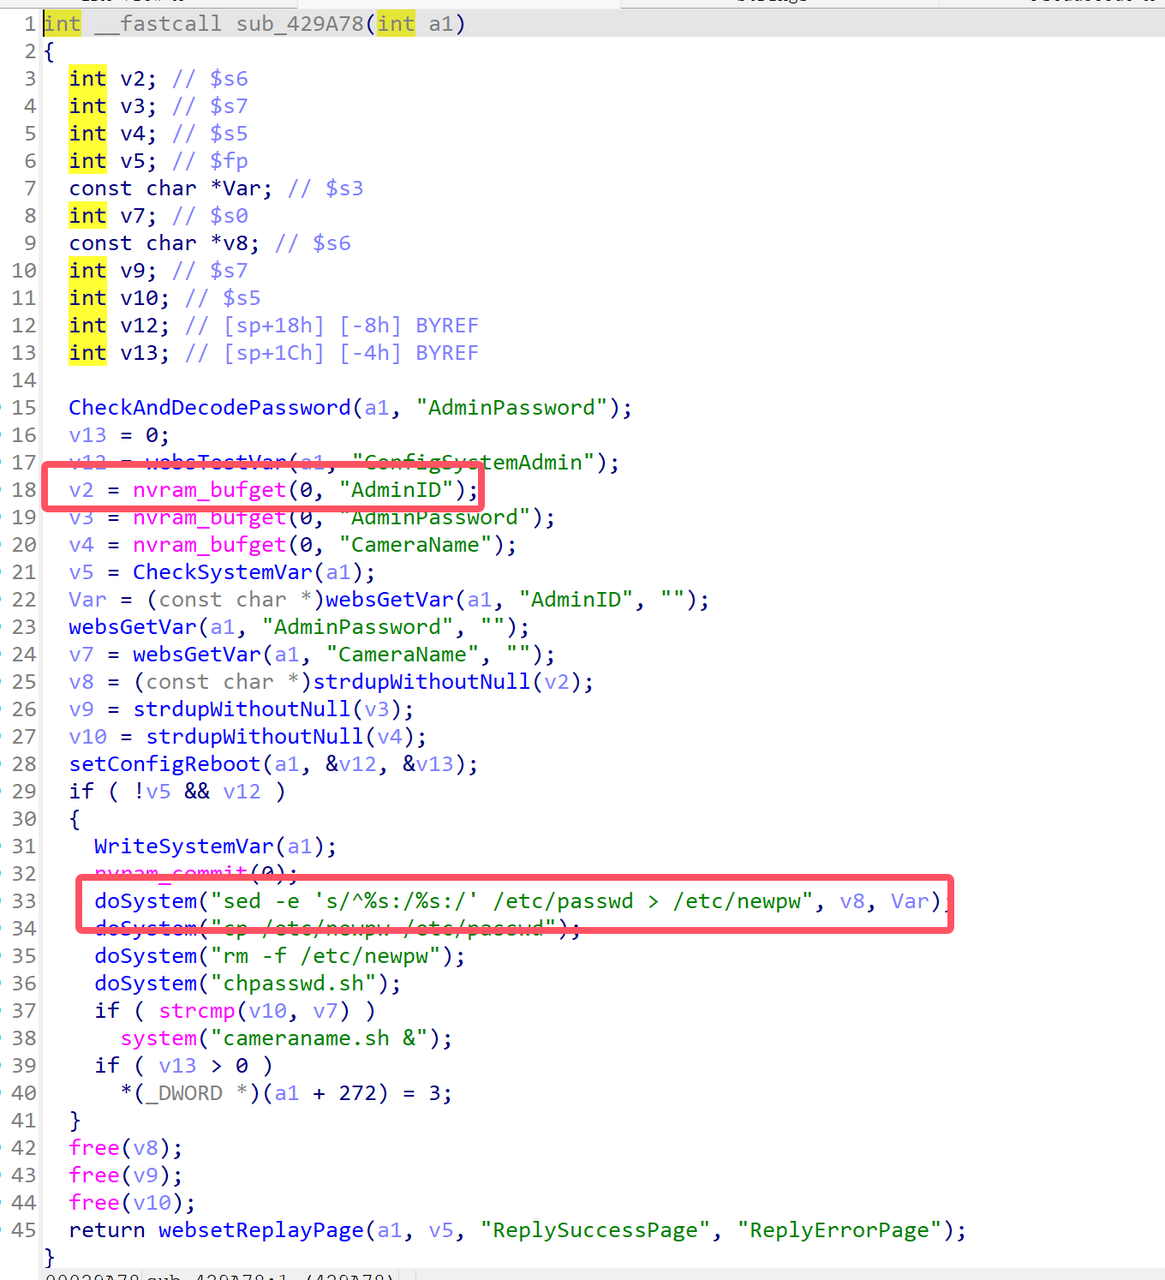 1 int __fastcall sub_429A78(int a1)
2 {
3 int v2; // $s6
4 int v3; // $s7
5 int v4; // $s5
6 int v5; // $fp
7 const char *Var; // $s3
8 int v7; // $s0
9 const char *v8; // $s6
10 int v9; // $s7
11 int v10; // $s5
12 int v12; // [sp+18h] [-8h] BYREF
13 int v13; // [sp+1Ch] [-4h] BYREF
14
15 CheckAndDecodePassword(a1, "AdminPassword");
16 v13 = 0;
17 v12 = websTestVar(a1, "ConfigSystemAdmin");
18 v2 = nvram_bufget(0, "AdminID");
19 v3 = nvram_bufget(0, "AdminPassword");
20 v4 = nvram_bufget(0, "CameraName");
21 v5 = CheckSystemVar(a1);
22 Var = (const char *)websGetVar(a1, "AdminID", "");
23 websGetVar(a1, "AdminPassword", "");
24 v7 = websGetVar(a1, "CameraName", "");
25 v8 = (const char *)strdupWithoutNull(v2);
26 v9 = strdupWithoutNull(v3);
27 v10 = strdupWithoutNull(v4);
28 setConfigReboot(a1, &v12, &v13);
29 if ( !v5 && v12 )
30 {
31 WriteSystemVar(a1);
32 nvram_commit(0);
33 doSystem("sed -e 's/^%s:/%s:/' /etc/passwd > /etc/newpw", v8, Var);
34 doSystem("cp /etc/newpw /etc/passwd");
35 doSystem("rm -f /etc/newpw");
36 doSystem("chpasswd.sh");
37 if ( strcmp(v10, v7) )
38 system("cameraname.sh &");
39 if ( v13 > 0 )
40 *(_DWORD *)(a1 + 272) = 3;
41 }
42 free(v8);
43 free(v9);
44 free(v10);
45 return websetReplayPage(a1, v5, "ReplySuccessPage", "ReplyErrorPage");
}
00029A78 sub_429A78:1 (429A78)